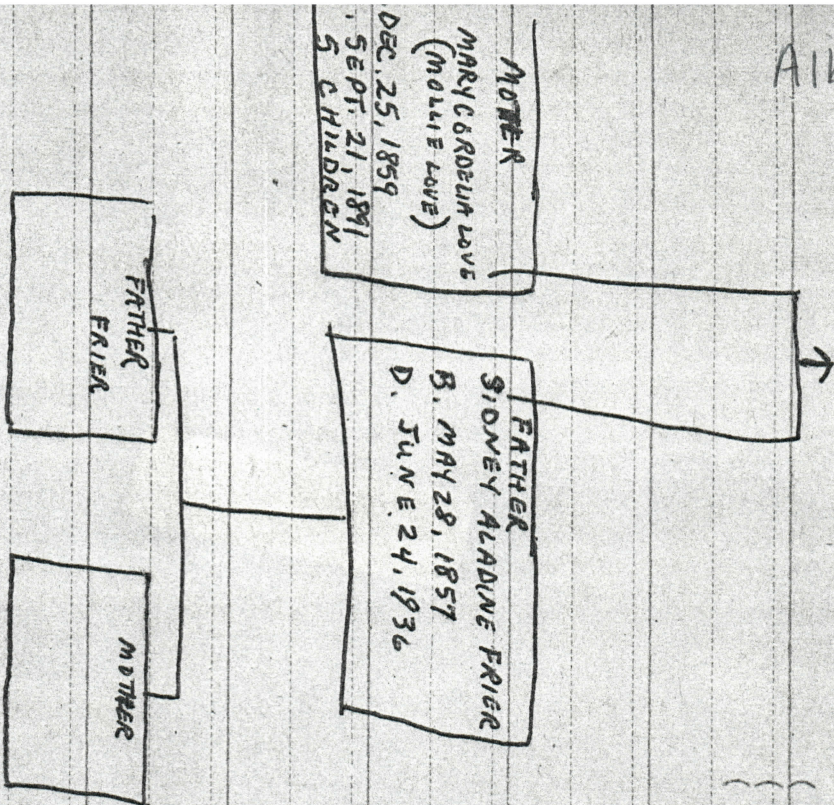 MOTHER
MARY CORDELIA LOVE
(MOLLIE LOVE)
DEC. 25, 1859
. SEPT. 21, 1891
5 CHILDREN
FATHER
SIDNEY ALADINE FRIER
B. MAY 28, 1857
D. JUNE 24, 1936
FATHER
FRIER
MOTHER